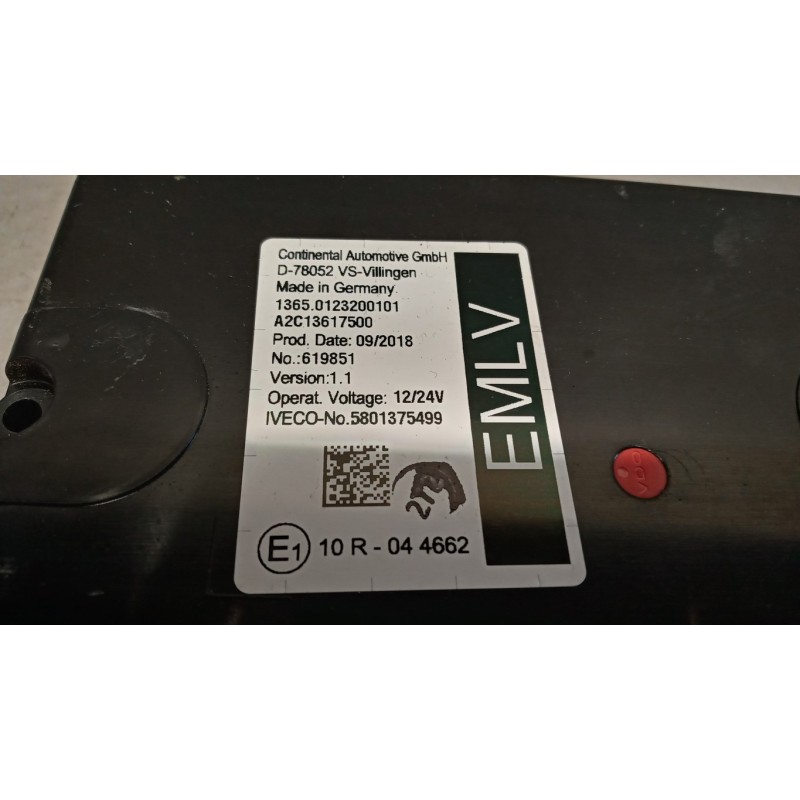 Continental Automotive GmbH
D-78052 VS-Villingen
Made in Germany
1365.0123200101
A2C13617500
Prod. Date: 09/2018
No.:619851
Version:1.1
Operat. Voltage: 12/24V
IVECO-No.5801375499
E1 10 R - 04 4662
EMLV
VDO